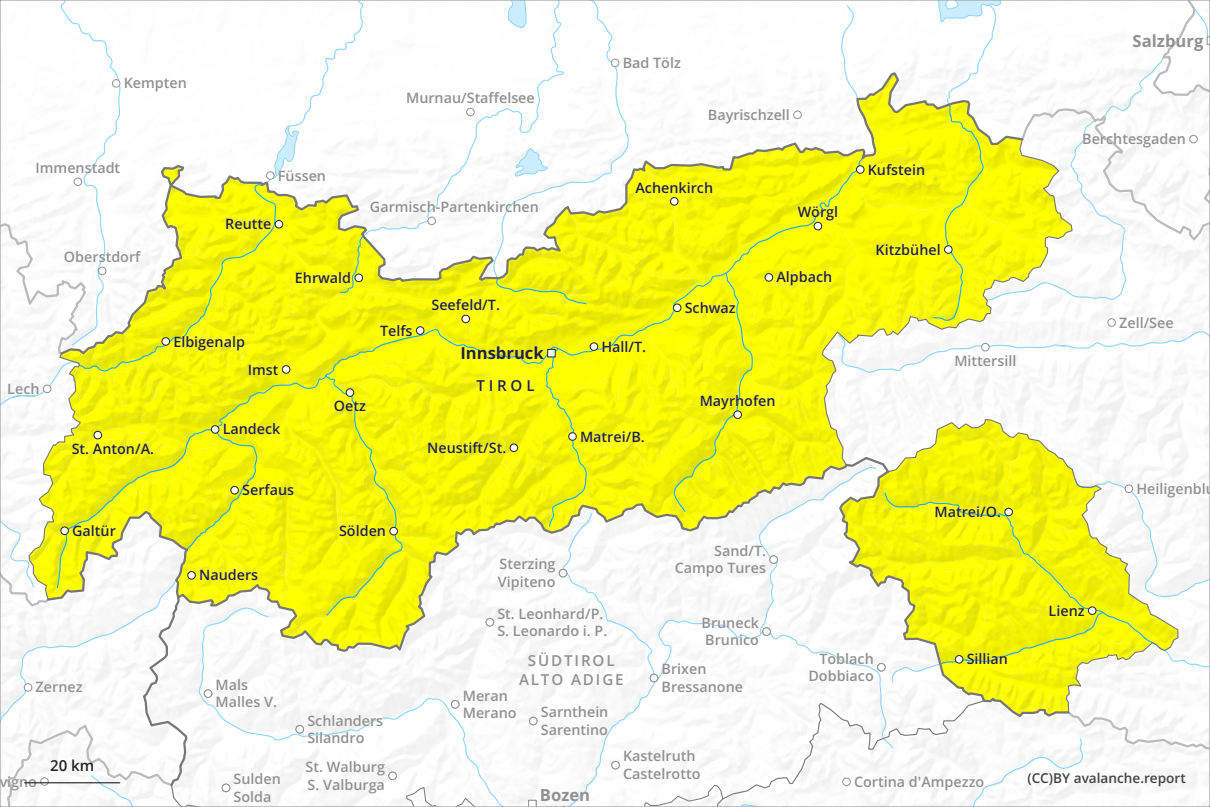 Salzburg
Bad Tölz
Kempten
Murnau/Staffelsee
Bayrischzell
Berchtesgaden
Immenstadt
Füssen
Kufstein
Achenkirch
Garmisch-Partenkirchen
Wörgl
Reutte
Kitzbühel
Oberstdorf
Ehrwald
Alpbach
Seefeld/T.
Schwaz
Telfs
Zell/See
Elbigenalp
Innsbruck
Hall/T.
Mittersill
Imst
TIROL
Lech
Oetz
Mayrhofen
Landeck
Matrei/B.
St. Anton/A.
Neustift/St.
Serfaus
Heiligenblu
Matrei/O.
Galtür
Sölden
Sand/T.
Campo Tures
Sterzing
Vipiteno
Nauders
Lienz
St. Leonhard/P.
S. Leonardo i. P.
Bruneck
Brunico
SÜDTIROL
ALTO ADIGE
Sillian
Toblach
Dobbiaco
Brixen
Bressanone
Zernez
Mals
Malles V.
Meran
Merano
Sarnthein
Sarentino
Schlanders
Silandro
Kastelruth
Castelrotto
20 km
St. Walburg
S. Valburga
Sulden
Solda
vigno
Cortina d'Ampezzo
(CC)BY avalanche.report
Bozen